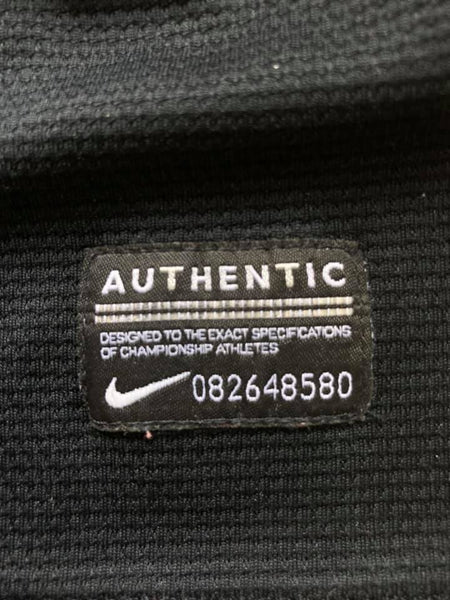 AUTHENTIC
DESIGNED TO THE EXACT SPECIFICATIONS
OF CHAMPIONSHIP ATHLETES
082648580